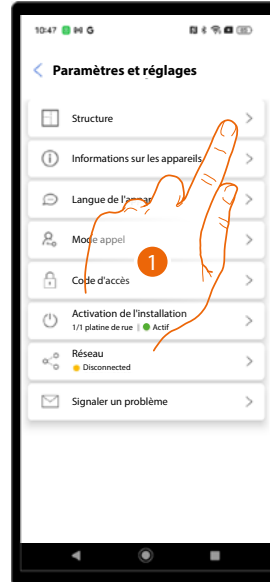 10:47
Paramètres et réglages
Structure
Informations sur les appareils
Langue de l'appar
Mode appel
1
Code d'accès
Activation de l'installation
1/1 platine de rue | Actif
Réseau
Disconnected
Signaler un problème